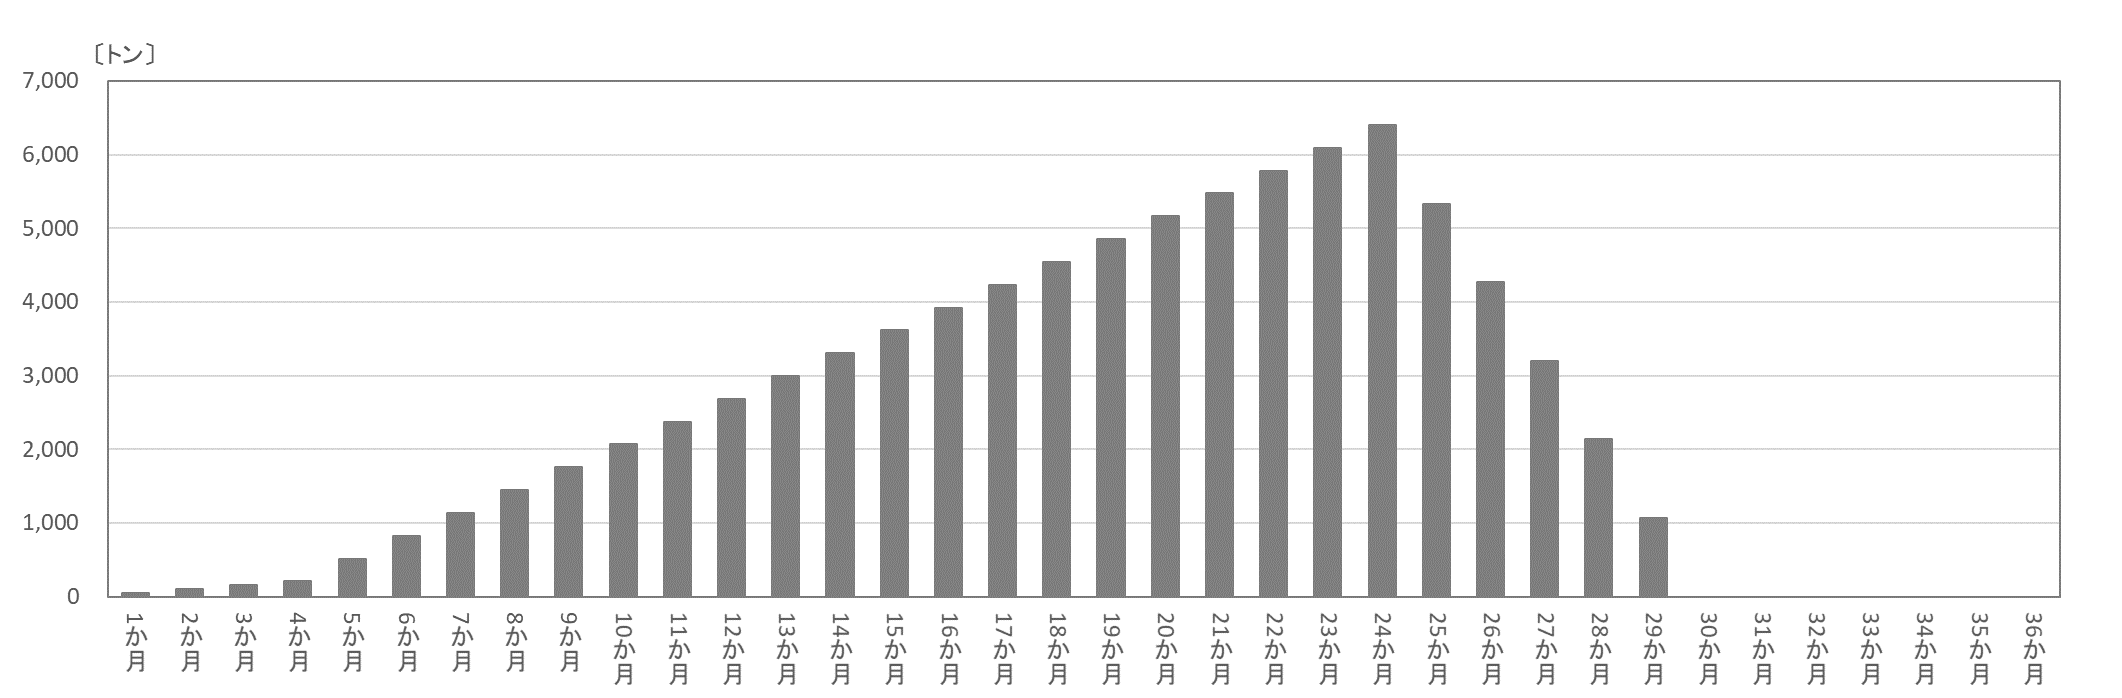 〔トン〕
7,000
6,000
5,000
4,000
3,000
2,000
1,000
0
1か月
2か月
3か月
4か月
5か月
6か月
7か月
8か月
9か月
10か月
11か月
12か月
13か月
14か月
15か月
16か月
17か月
18か月
19か月
20か月
21か月
22か月
23か月
24か月
25か月
26か月
27か月
28か月
29か月
30か月
31か月
32か月
33か月
34か月
35か月
36か月